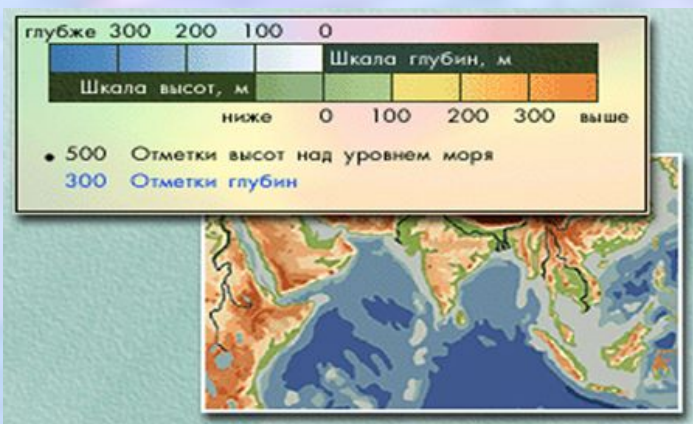 глубже 300 200 100 0
Шкала глубин, м
Шкала высот, м
ниже 0 100 200 300 выше
500 Отметки высот над уровнем моря
300 Отметки глубин